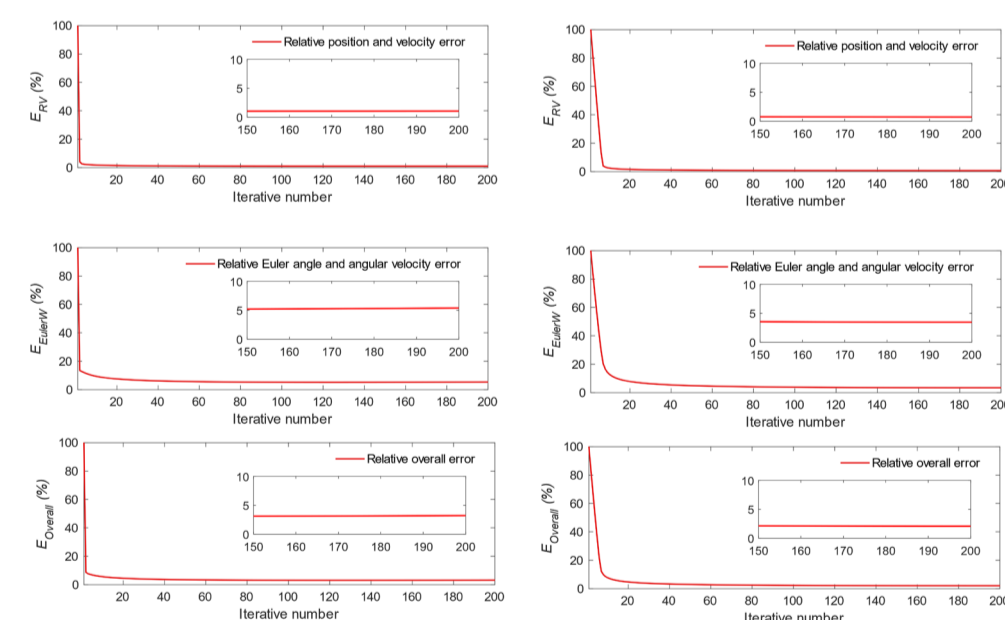 E_RV (%)
100
80
60
40
20
0
Relative position and velocity error
10
5
0
150 160 170 180 190 200
20 40 60 80 100 120 140 160 180 200
Iterative number
E_RV (%)
100
80
60
40
20
0
Relative position and velocity error
10
5
0
150 160 170 180 190 200
20 40 60 80 100 120 140 160 180 200
Iterative number
E_EulerW (%)
100
80
60
40
20
0
Relative Euler angle and angular velocity error
10
5
0
150 160 170 180 190 200
20 40 60 80 100 120 140 160 180 200
Iterative number
E_EulerW (%)
100
80
60
40
20
0
Relative Euler angle and angular velocity error
10
5
0
150 160 170 180 190 200
20 40 60 80 100 120 140 160 180 200
Iterative number
E_Overall (%)
100
80
60
40
20
0
Relative overall error
10
5
0
150 160 170 180 190 200
20 40 60 80 100 120 140 160 180 200
Iterative number
E_Overall (%)
100
80
60
40
20
0
Relative overall error
10
5
0
150 160 170 180 190 200
20 40 60 80 100 120 140 160 180 200
Iterative number